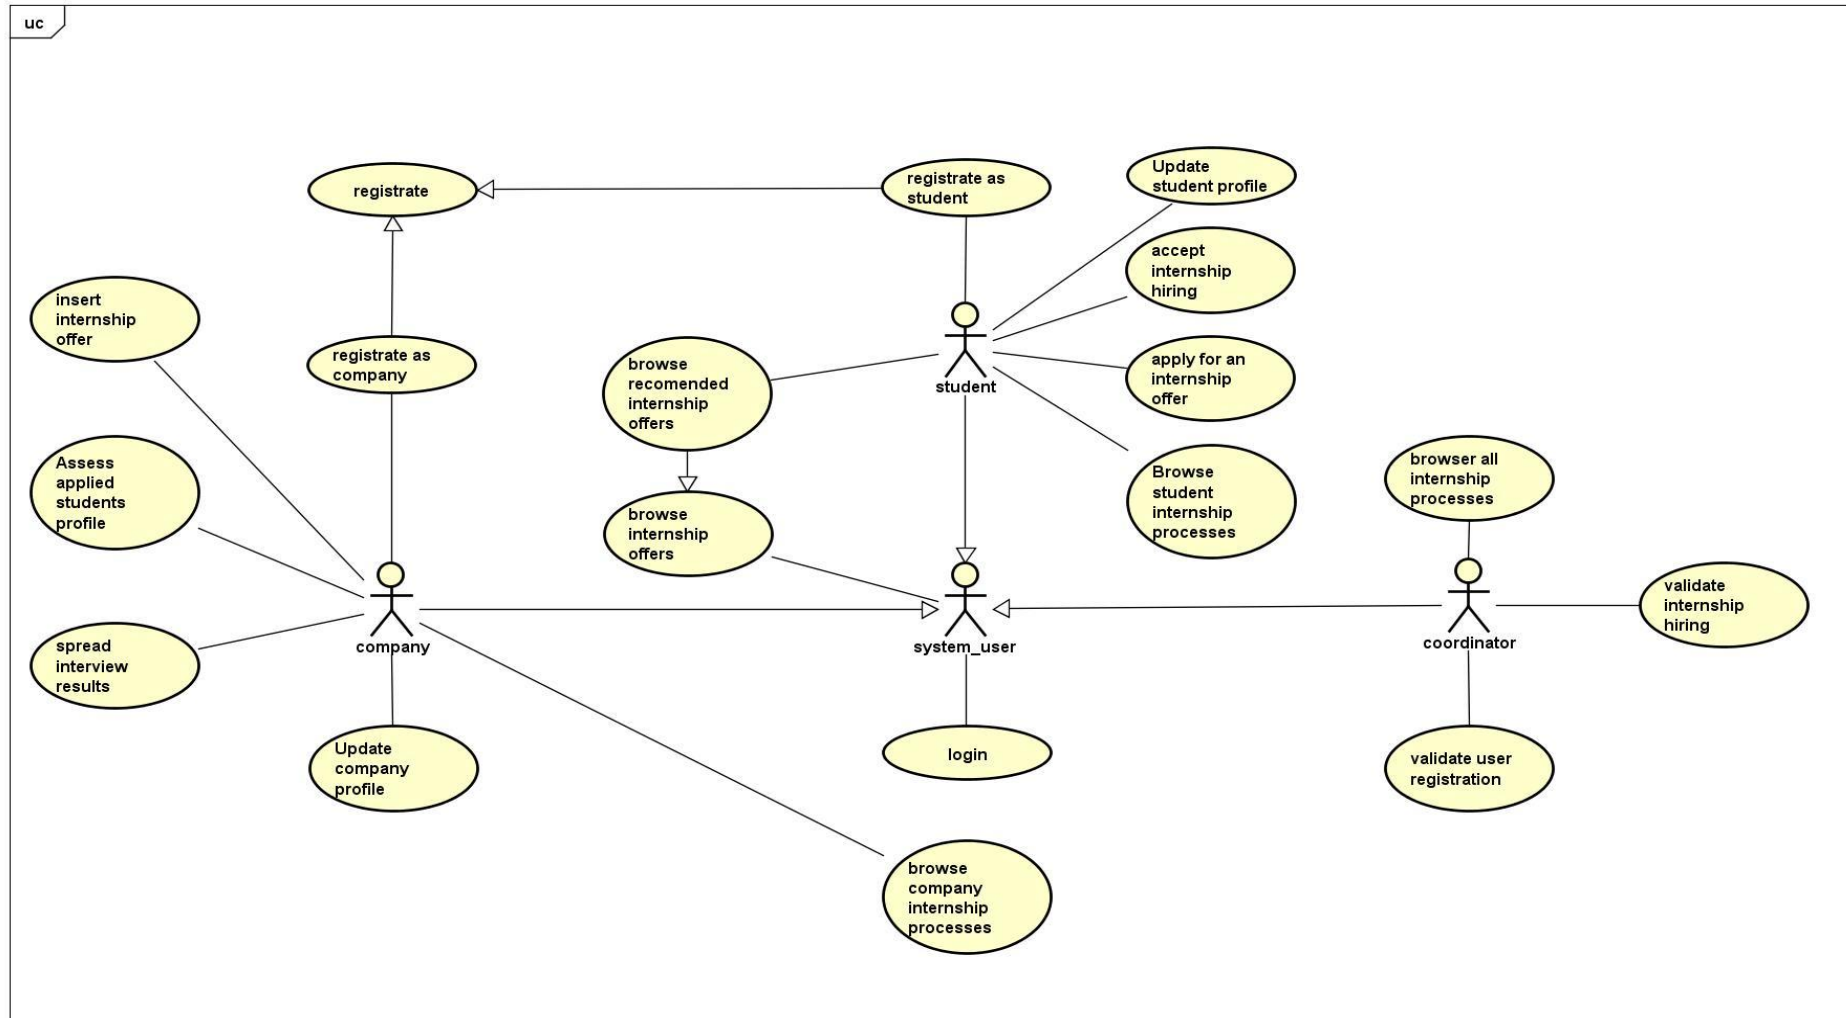 uc
registrate
registrate as
student
Update
student profile
accept
internship
hiring
insert
internship
offer
registrate as
company
browse
recomended
internship
offers
student
apply for an
internship
offer
Assess
applied
students
profile
browse
internship
offers
Browse
student
internship
processes
browser all
internship
processes
spread
interview
results
company
system_user
coordinator
validate
internship
hiring
Update
company
profile
login
validate user
registration
browse
company
internship
processes